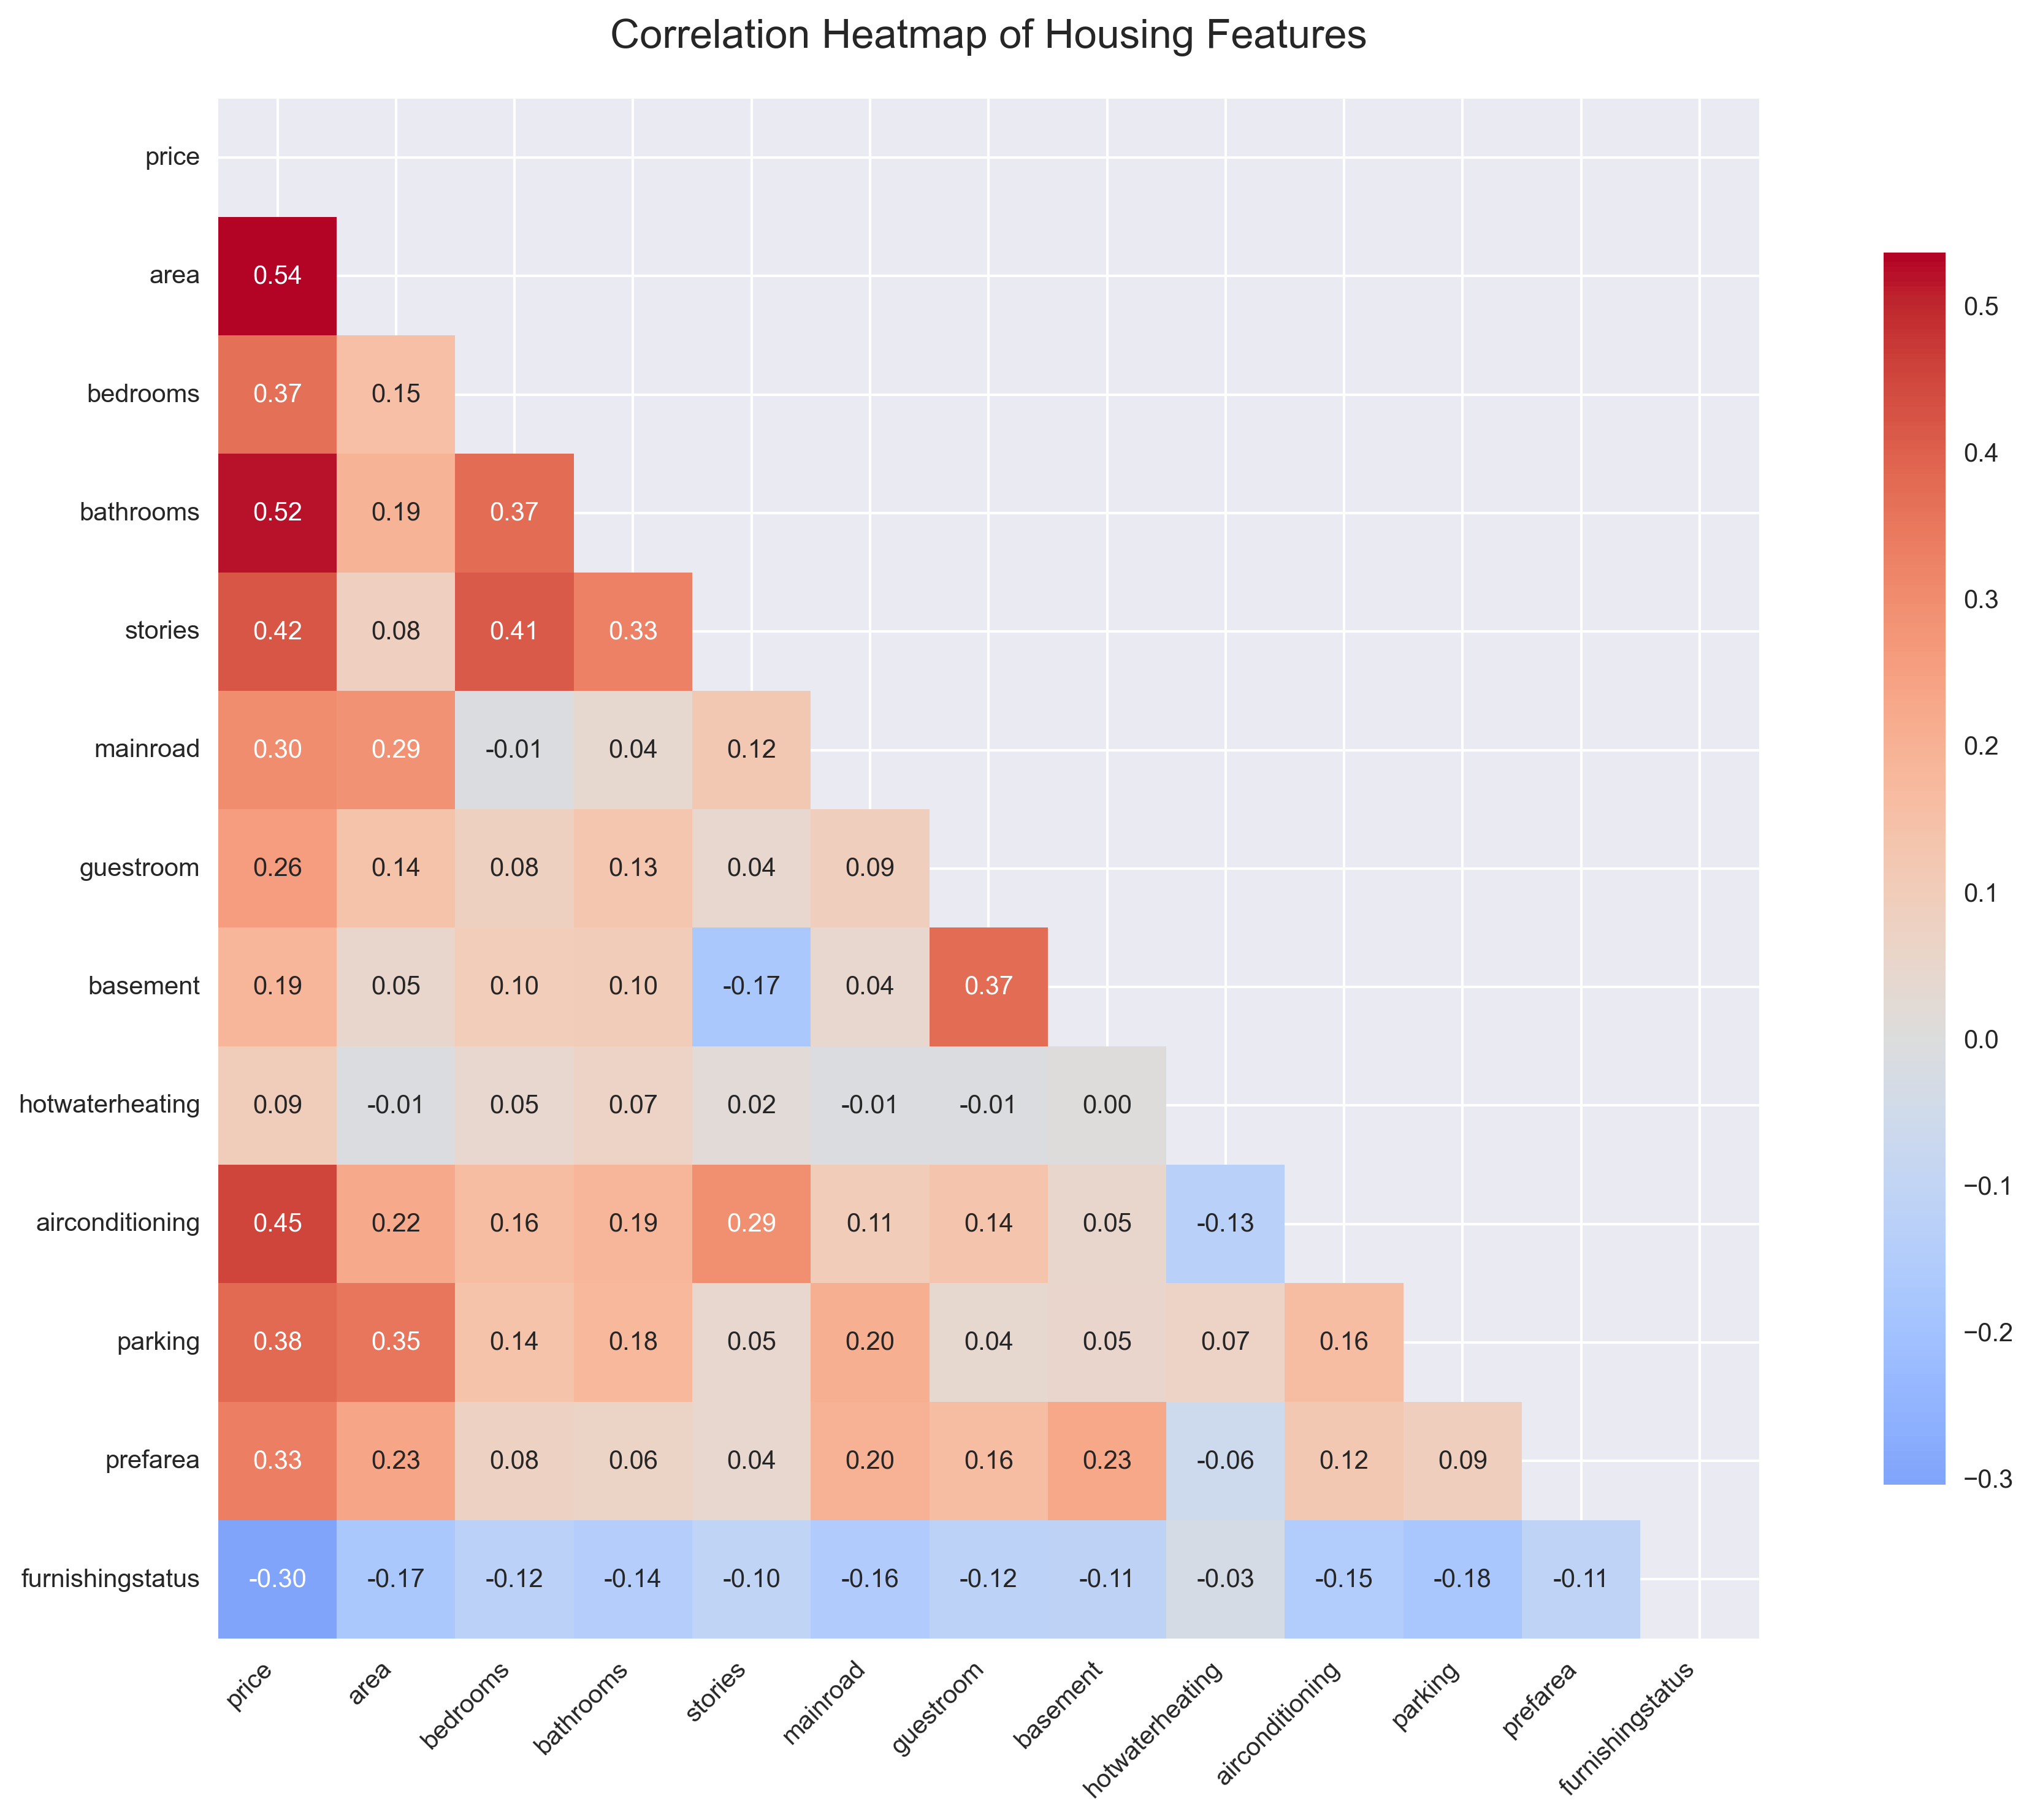 Correlation Heatmap of Housing Features
price
area 0.54
bedrooms 0.37 0.15
bathrooms 0.52 0.19 0.37
stories 0.42 0.08 0.41 0.33
mainroad 0.30 0.29 -0.01 0.04 0.12
guestroom 0.26 0.14 0.08 0.13 0.04 0.09
basement 0.19 0.05 0.10 0.10 -0.17 0.04 0.37
hotwaterheating 0.09 -0.01 0.05 0.07 0.02 -0.01 -0.01 0.00
airconditioning 0.45 0.22 0.16 0.19 0.29 0.11 0.14 0.05 -0.13
parking 0.38 0.35 0.14 0.18 0.05 0.20 0.04 0.05 0.07 0.16
prefarea 0.33 0.23 0.08 0.06 0.04 0.20 0.16 0.23 -0.06 0.12 0.09
furnishingstatus -0.30 -0.17 -0.12 -0.14 -0.10 -0.16 -0.12 -0.11 -0.03 -0.15 -0.18 -0.11
price area bedrooms bathrooms stories mainroad guestroom basement hotwaterheating airconditioning parking prefarea furnishingstatus
0.5
0.4
0.3
0.2
0.1
0.0
−0.1
−0.2
−0.3